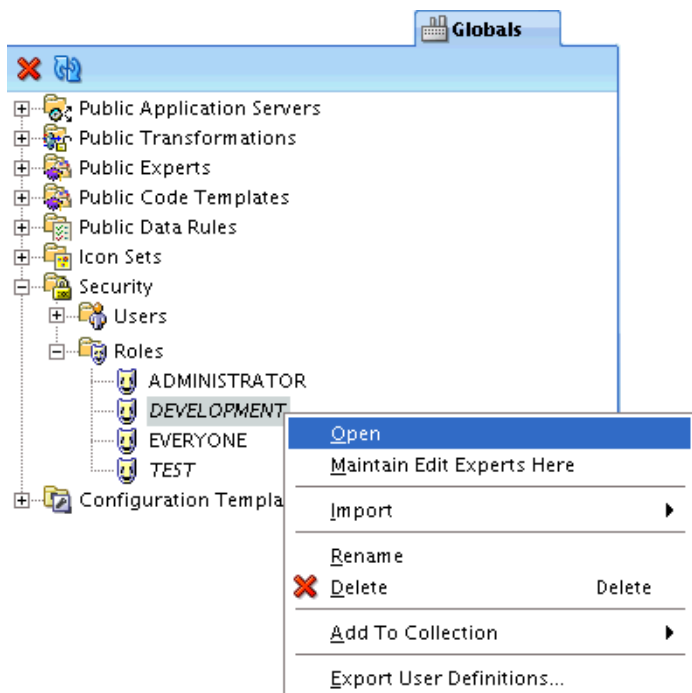 Globals
Public Application Servers
Public Transformations
Public Experts
Public Code Templates
Public Data Rules
Icon Sets
Security
Users
Roles
ADMINISTRATOR
DEVELOPMENT
EVERYONE
TEST
Configuration Templa
Open
Maintain Edit Experts Here
Import
Rename
Delete Delete
Add To Collection
Export User Definitions...